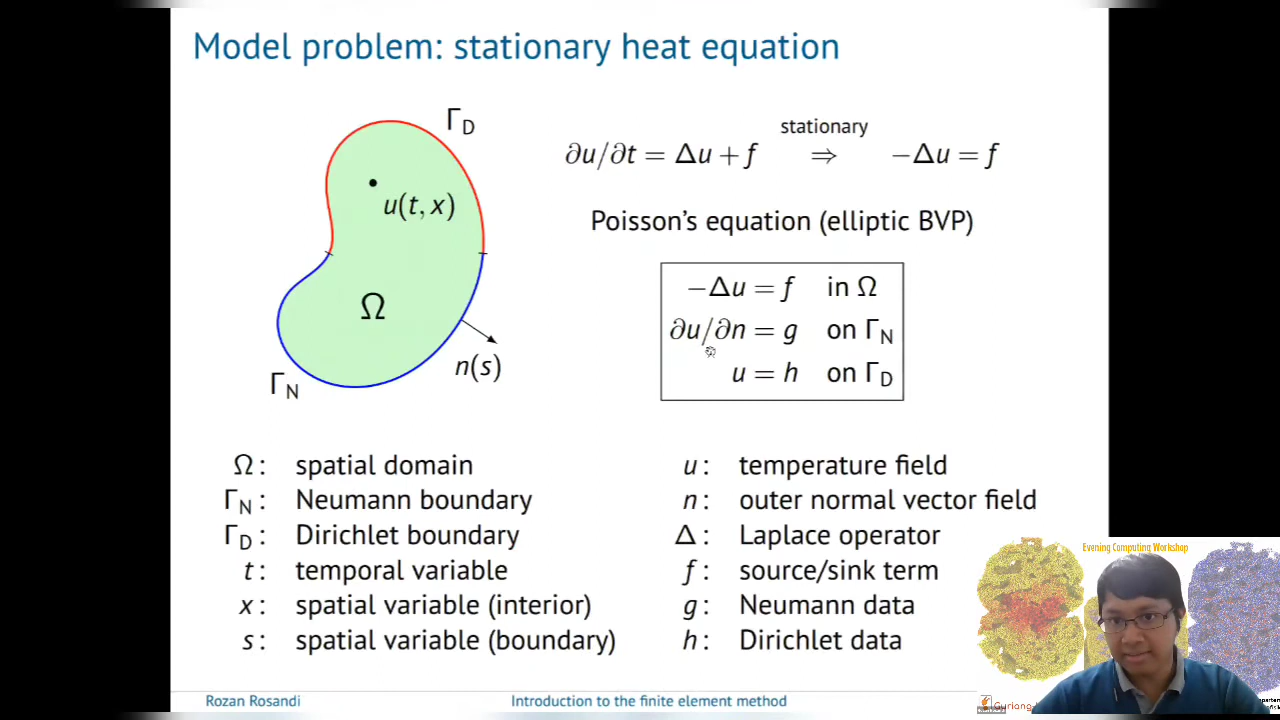 Model problem: stationary heat equation
Γ_D
u(t, x)
Ω
n(s)
Γ_N
stationary
∂u/∂t = Δu + f ⇒ −Δu = f
Poisson's equation (elliptic BVP)
−Δu = f in Ω
∂u/∂n = g on Γ_N
u = h on Γ_D
Ω: spatial domain
Γ_N: Neumann boundary
Γ_D: Dirichlet boundary
t: temporal variable
x: spatial variable (interior)
s: spatial variable (boundary)
u: temperature field
n: outer normal vector field
Δ: Laplace operator
f: source/sink term
g: Neumann data
h: Dirichlet data
Evening Computing Workshop
Rozan Rosandi
Introduction to the finite element method